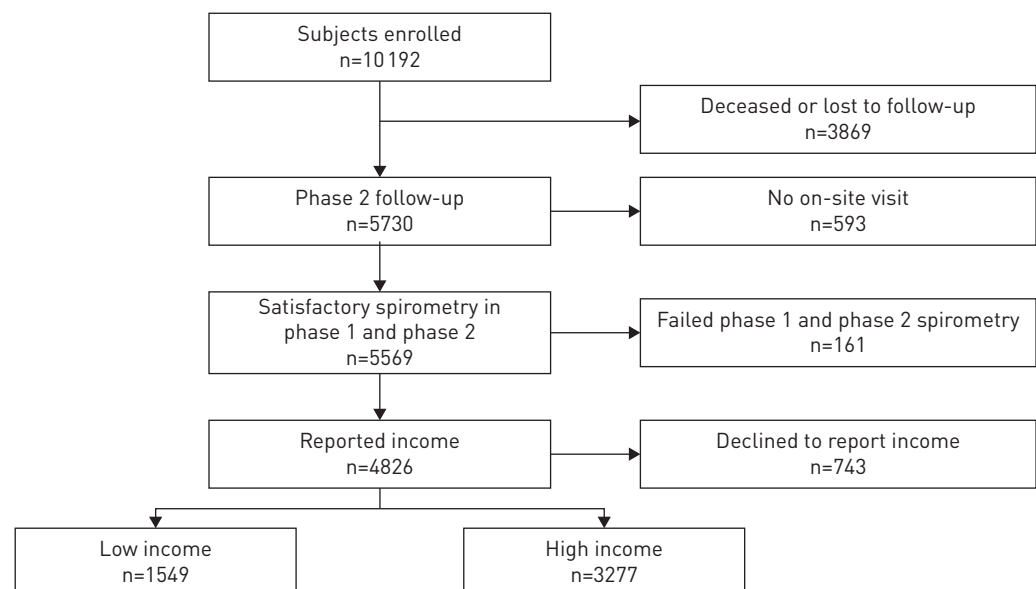 Subjects enrolled
n=10 192
Deceased or lost to follow-up
n=3869
Phase 2 follow-up
n=5730
No on-site visit
n=593
Satisfactory spirometry in
phase 1 and phase 2
n=5569
Failed phase 1 and phase 2 spirometry
n=161
Reported income
n=4826
Declined to report income
n=743
Low income
n=1549
High income
n=3277